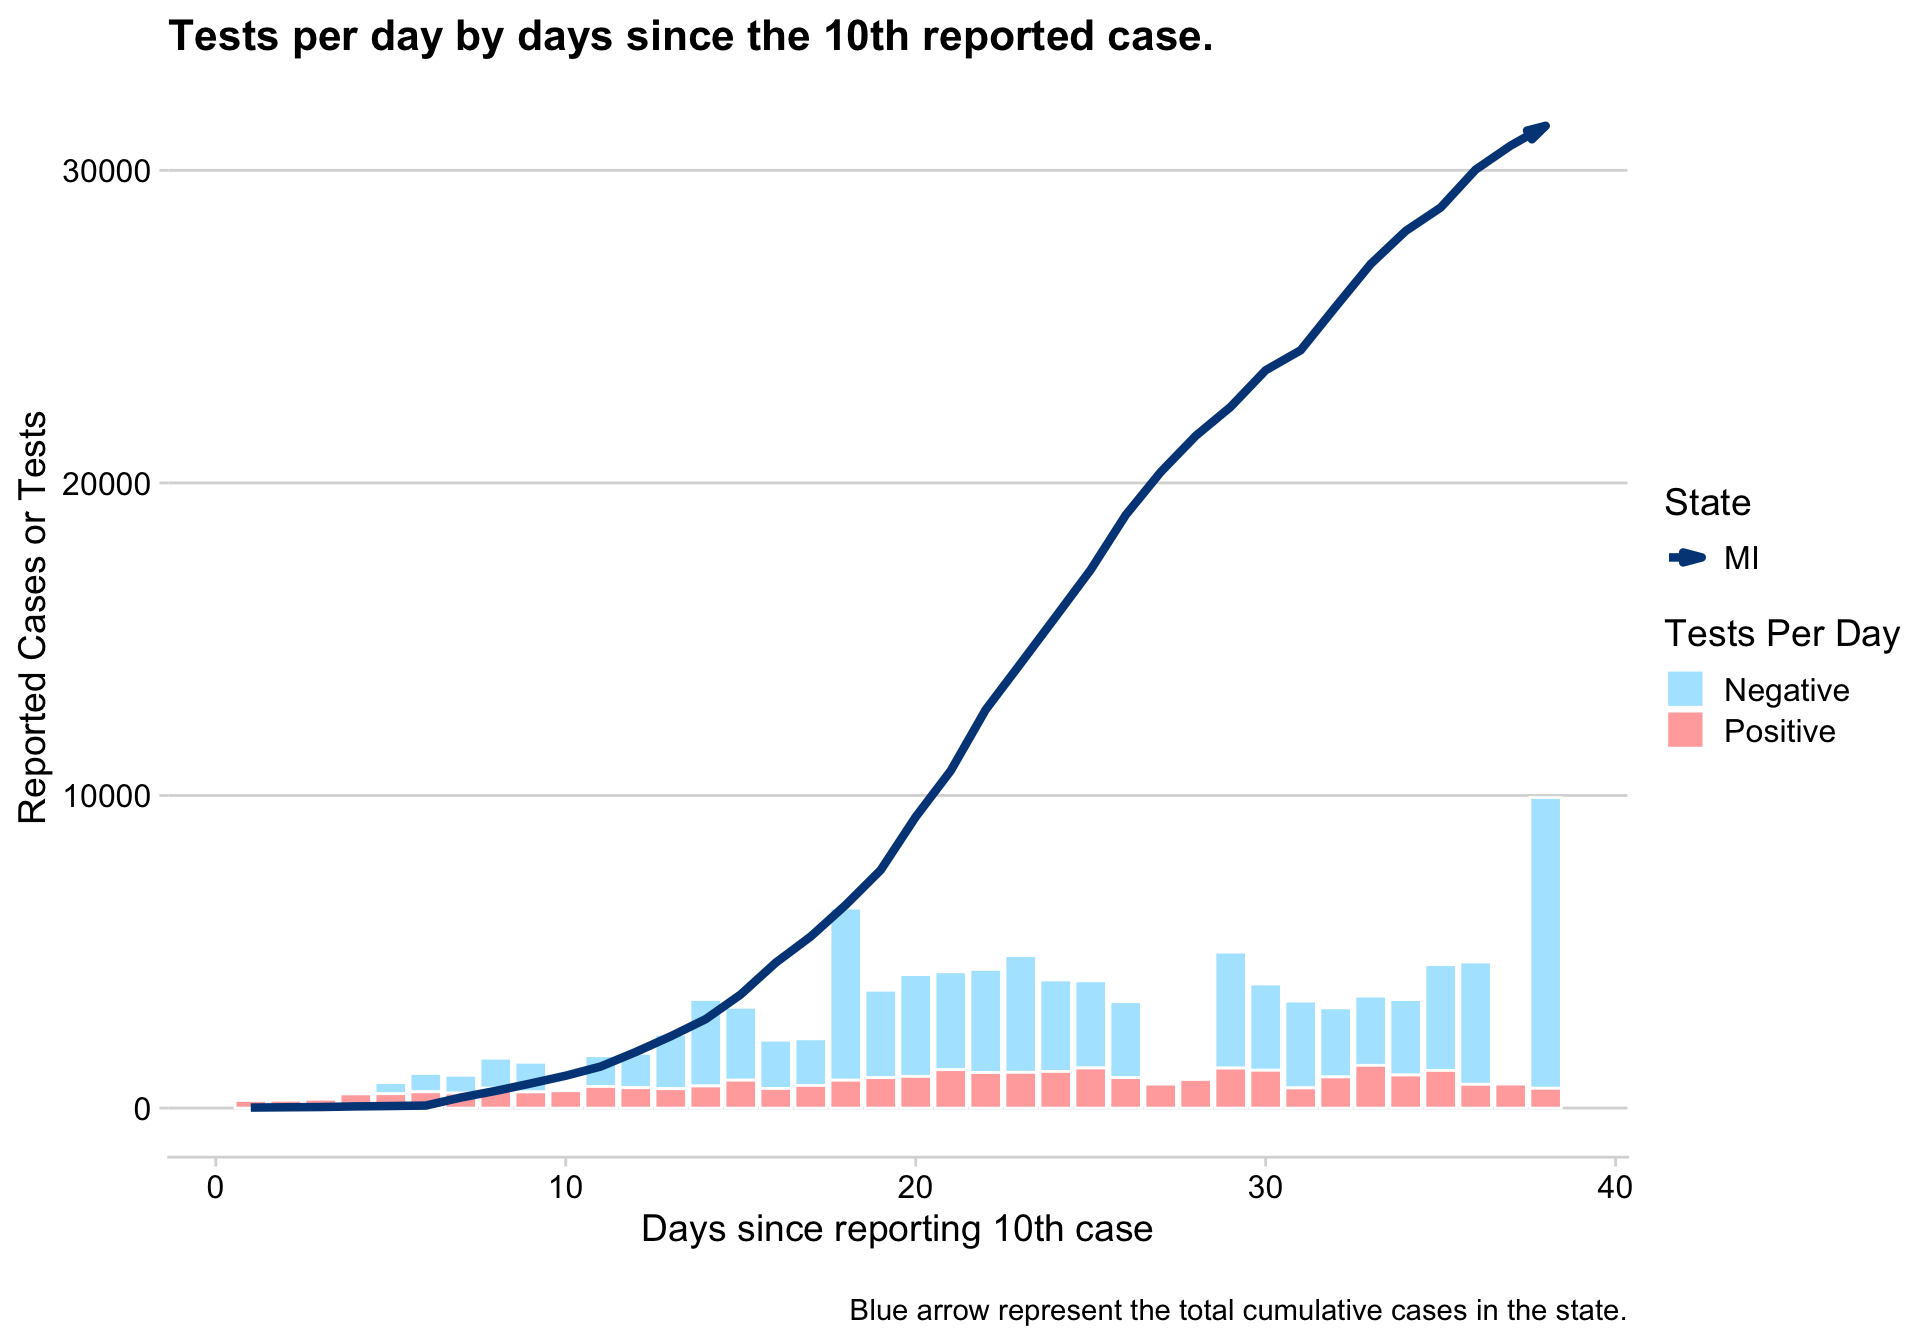 Tests per day by days since the 10th reported case.
Reported Cases or Tests
30000
20000
10000
0
0 10 20 30 40
Days since reporting 10th case
State
MI
Tests Per Day
Negative
Positive
Blue arrow represent the total cumulative cases in the state.